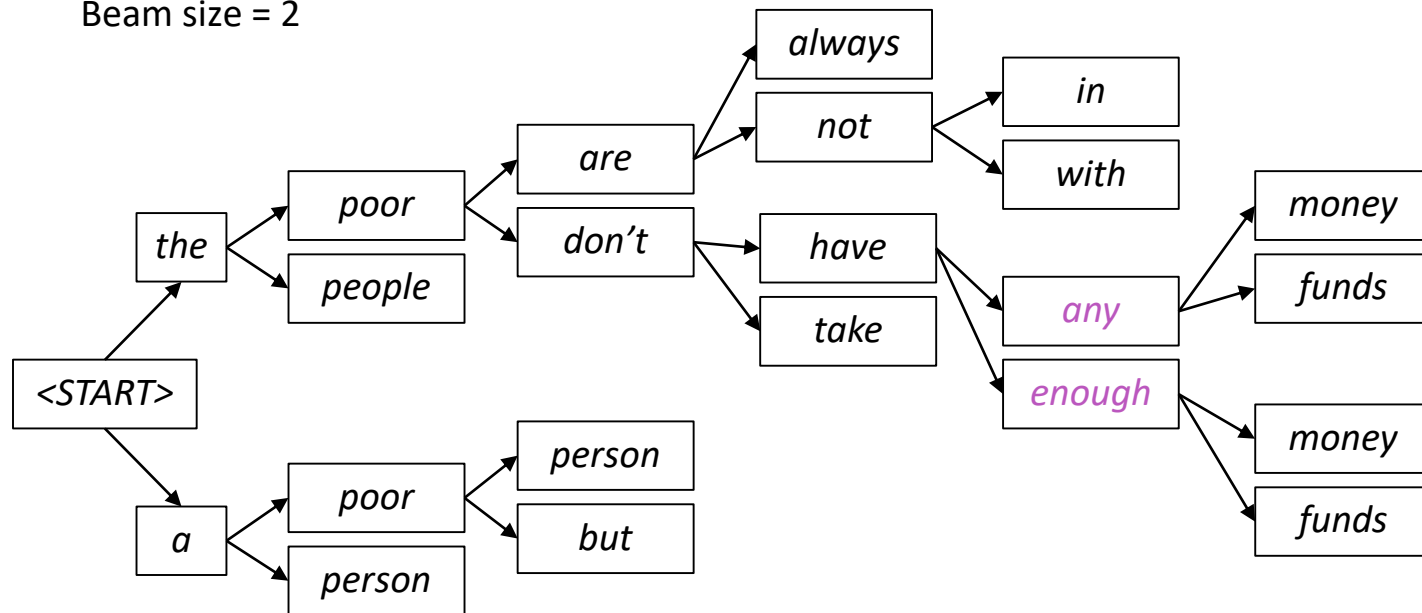 Beam size = 2
always
in
not
are
with
poor
money
the
don't
have
people
funds
any
take
<START>
enough
money
person
poor
funds
a
but
person